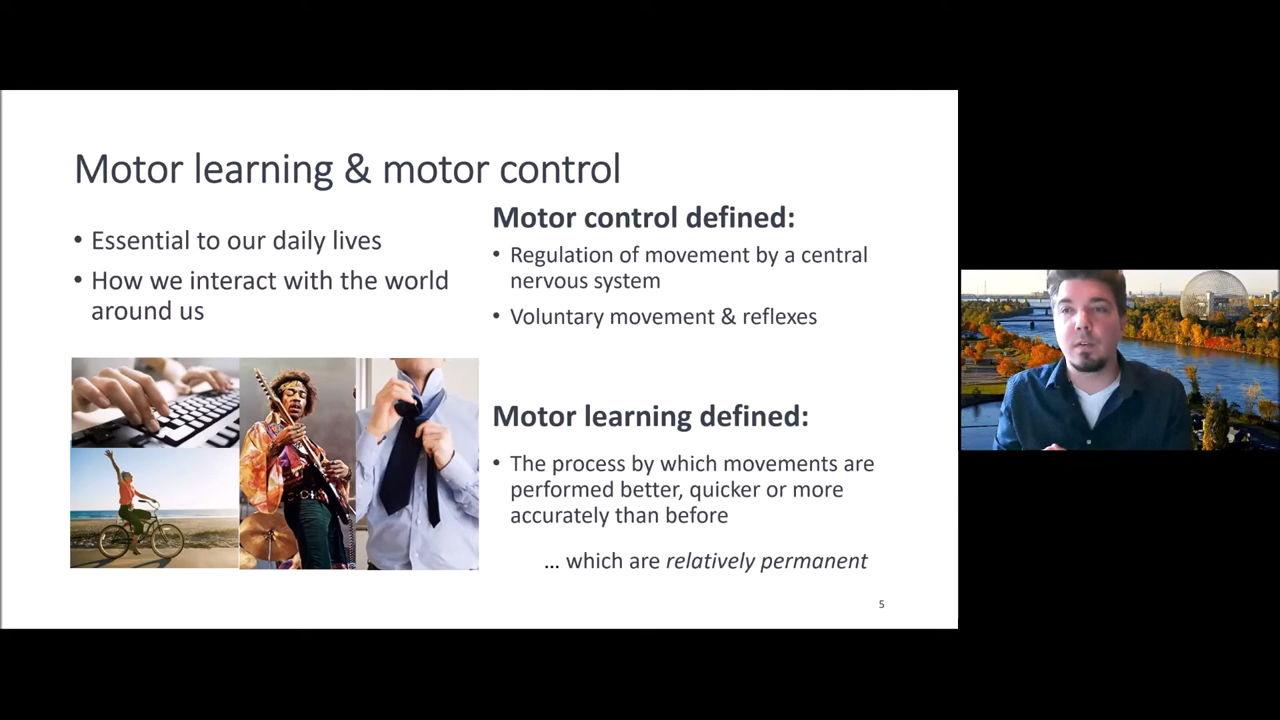 Motor learning & motor control
• Essential to our daily lives
• How we interact with the world
around us
Motor control defined:
• Regulation of movement by a central
nervous system
• Voluntary movement & reflexes
Motor learning defined:
• The process by which movements are
performed better, quicker or more
accurately than before
... which are relatively permanent
5